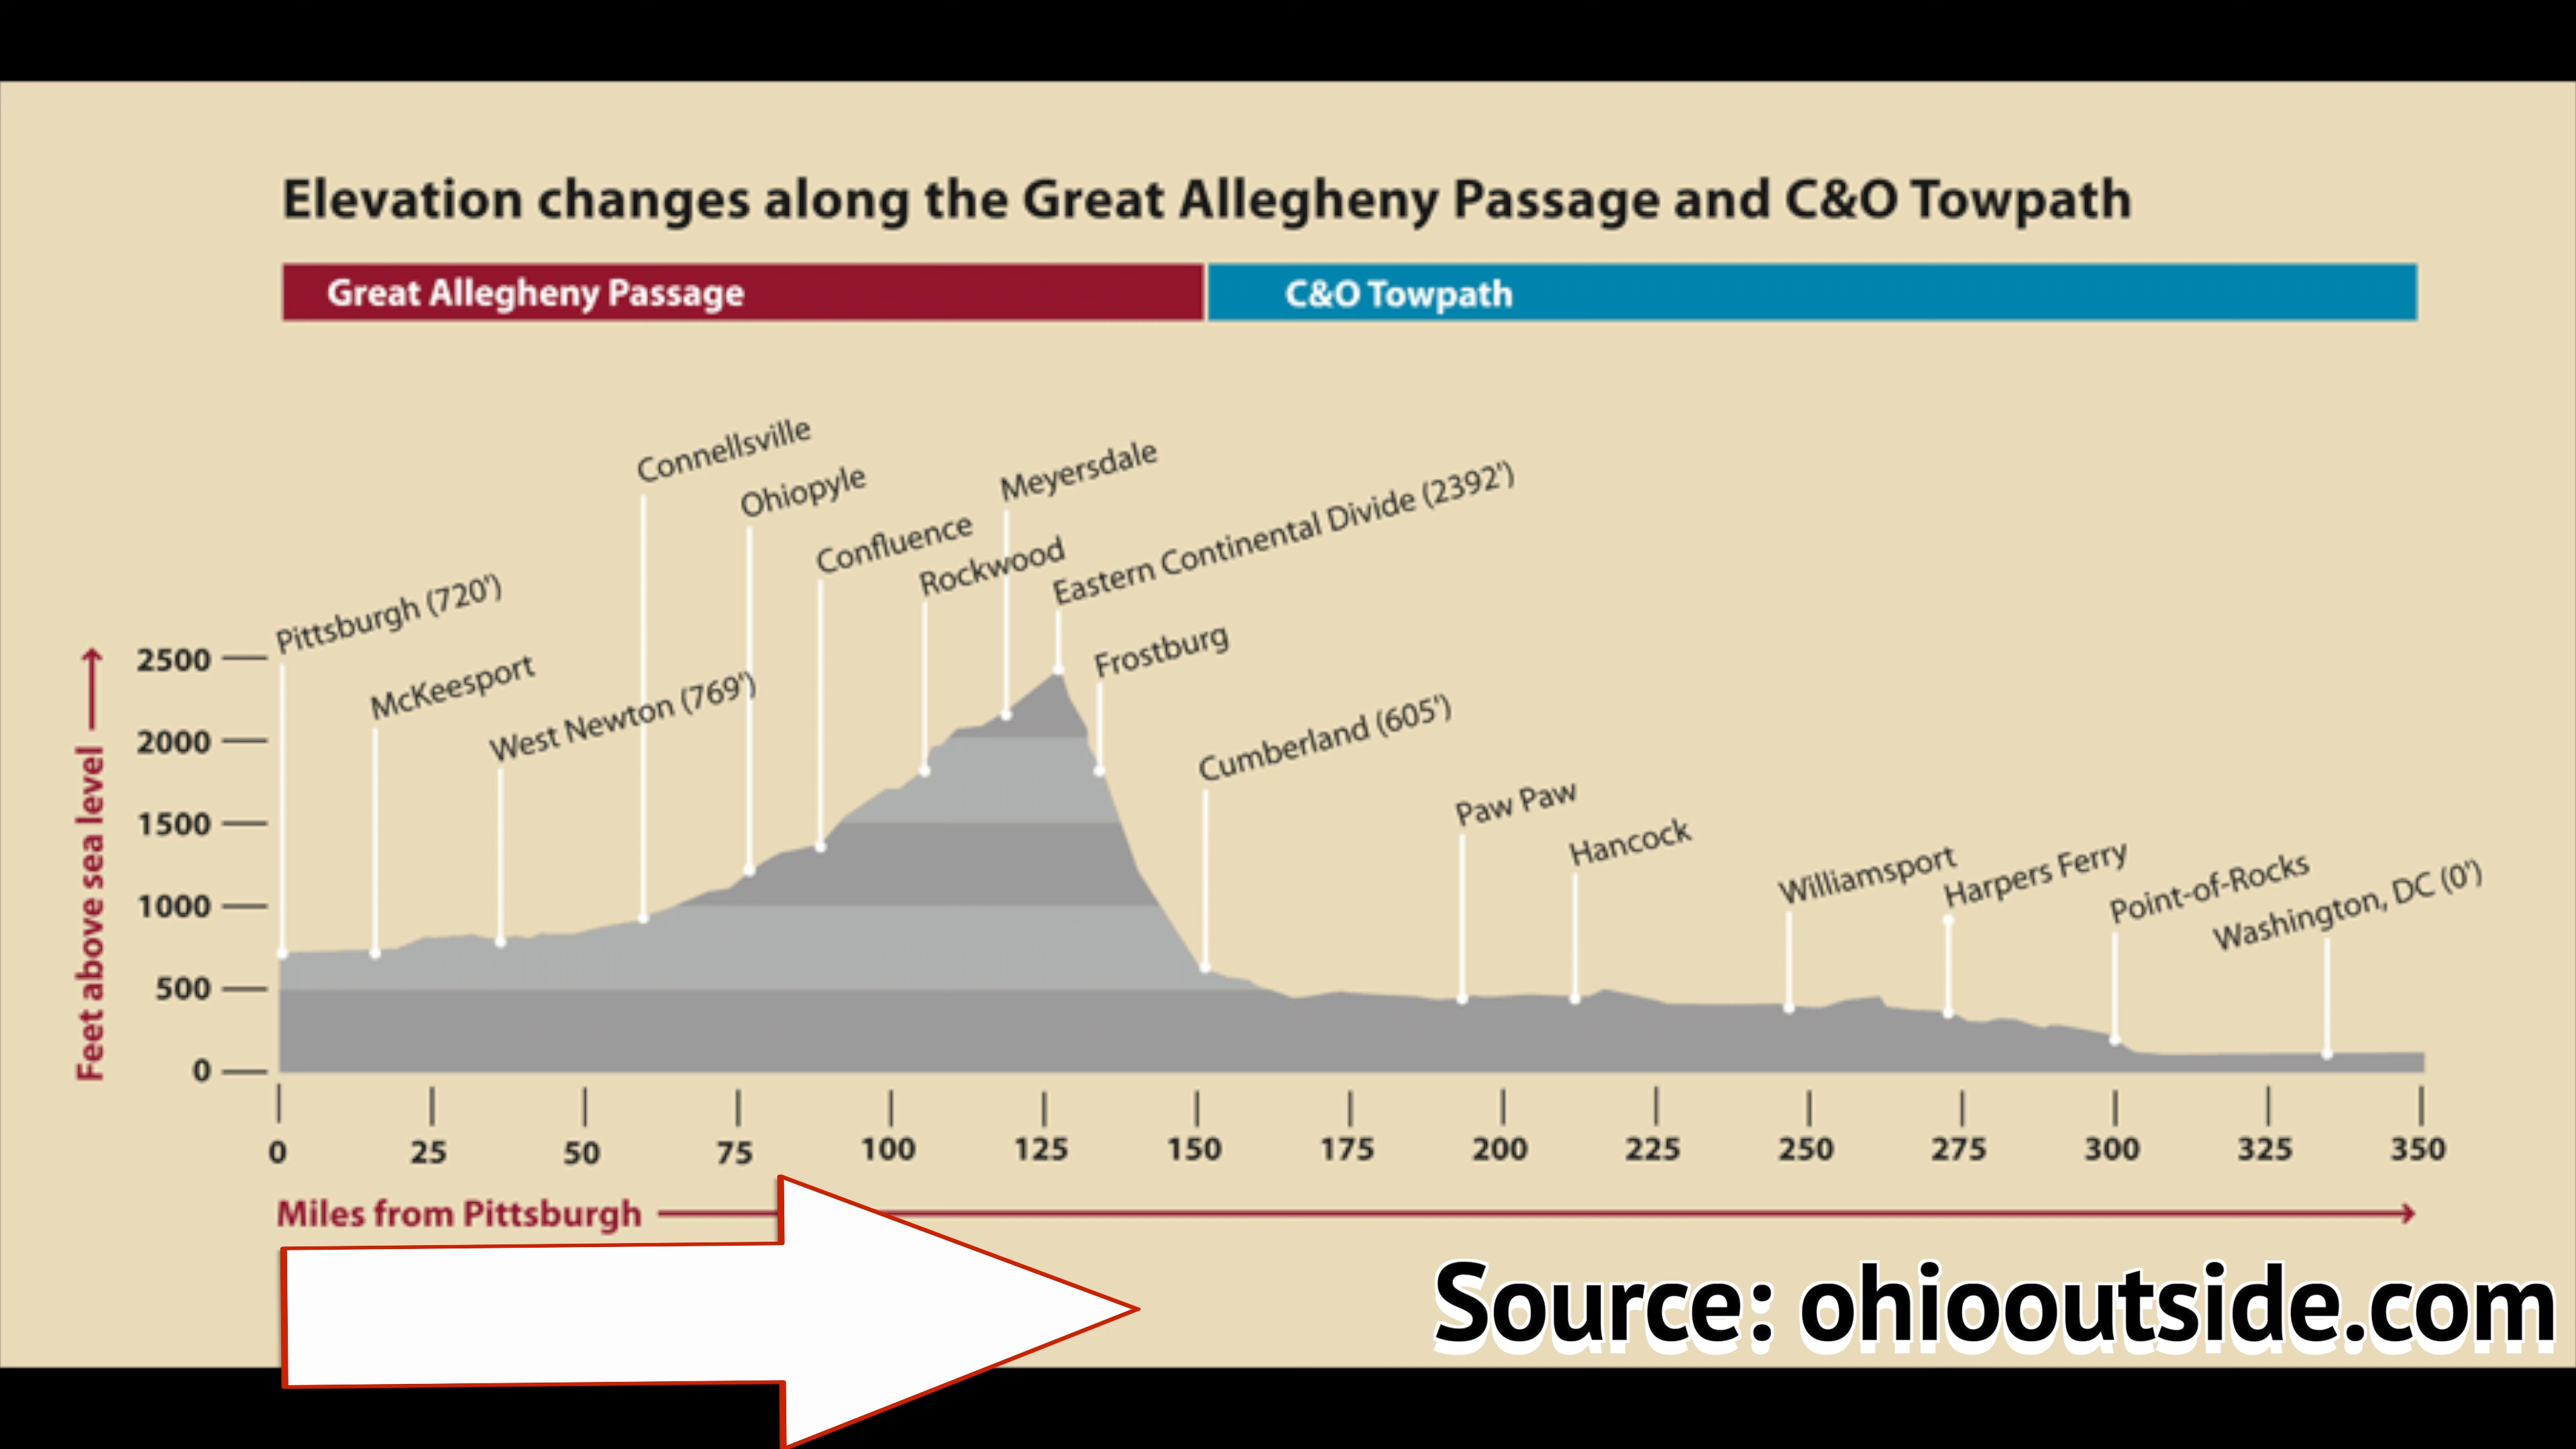 Elevation changes along the Great Allegheny Passage and C&O Towpath
Great Allegheny Passage
C&O Towpath
Connellsville
Ohiopyle
Meyersdale
Confluence
Rockwood
Eastern Continental Divide (2392')
Pittsburgh (720')
McKeesport
West Newton (769')
Frostburg
Cumberland (605')
Paw Paw
Hancock
Williamsport
Harpers Ferry
Point-of-Rocks
Washington, DC (0')
Feet above sea level
2500
2000
1500
1000
500
0
0 25 50 75 100 125 150 175 200 225 250 275 300 325 350
Miles from Pittsburgh
Source: ohiooutside.com